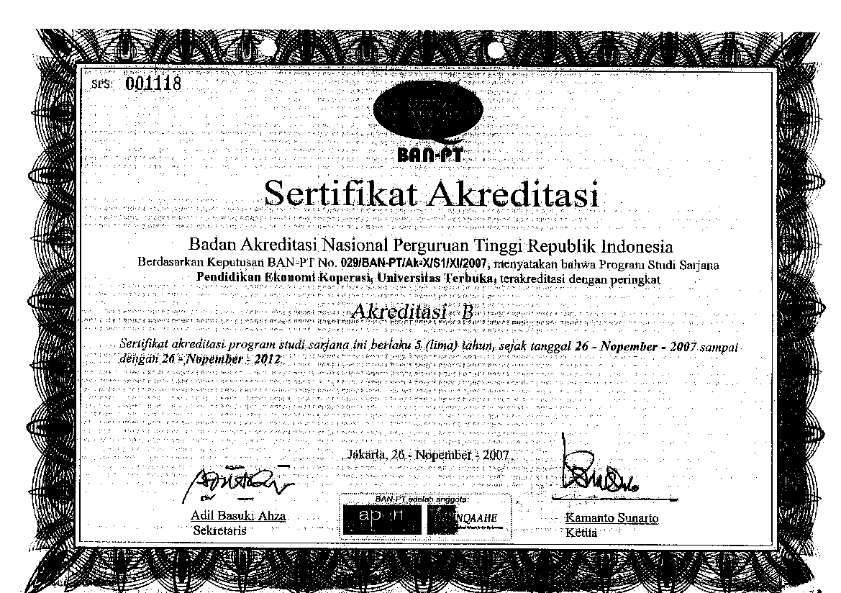 SPS: 001118
BAN-PT
Sertifikat Akreditasi
Badan Akreditasi Nasional Perguruan Tinggi Republik Indonesia
Berdasarkan Keputusan BAN-PT No. 029/BAN-PT/Ak-X/S1/XI/2007, menyatakan bahwa Program Studi Sarjana
Pendidikan Ekonomi Koperasi, Universitas Terbuka, terakreditasi dengan peringkat
Akreditasi B
Sertifikat akreditasi program studi sarjana ini berlaku 5 (lima) tahun, sejak tanggal 26 - Nopember - 2007 sampai
dengan 26 - Nopember - 2012
Jakarta, 26 - Nopember - 2007
BAN-PT adalah anggota:
INQAAHE
Adil Basuki Ahza
Sekretaris
Kamanto Sunarto
Ketua